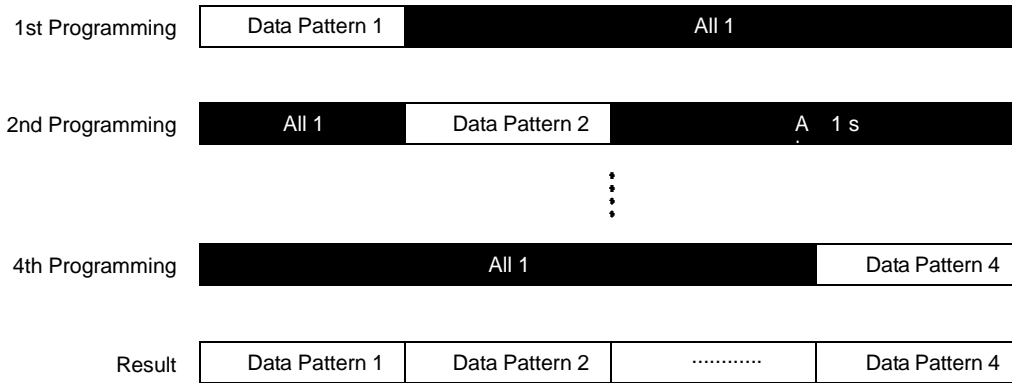 1st Programming Data Pattern 1 All 1
2nd Programming All 1 Data Pattern 2 A 1 s
4th Programming All 1 Data Pattern 4
Result Data Pattern 1 Data Pattern 2 ............ Data Pattern 4